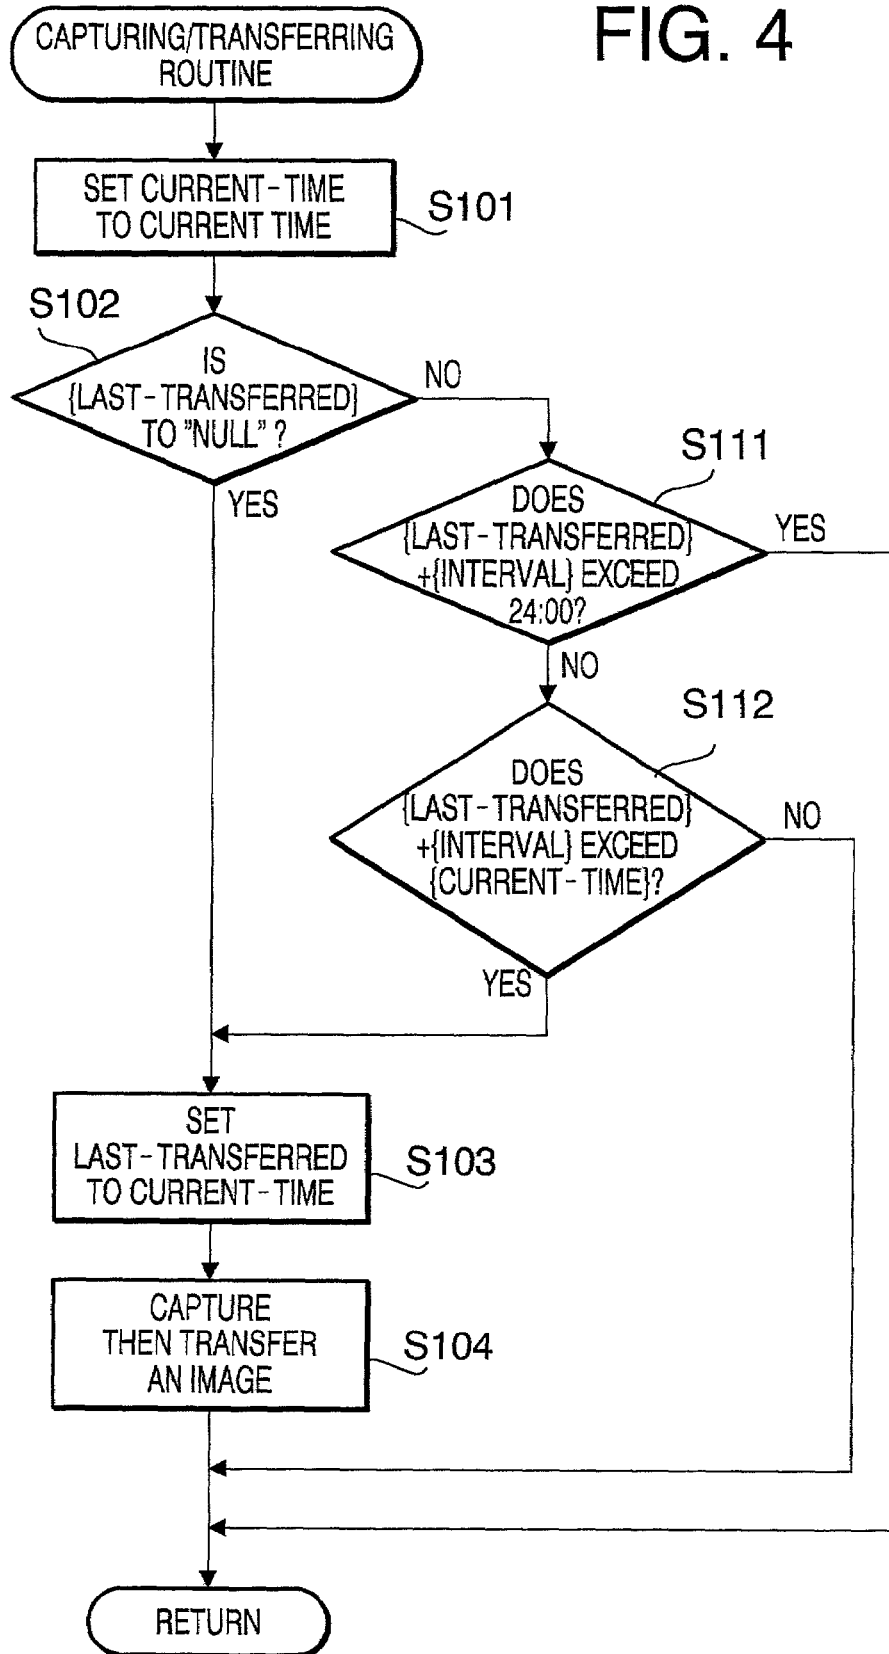 FIG. 4
CAPTURING/TRANSFERRING
ROUTINE
SET CURRENT-TIME
TO CURRENT TIME
S101
S102
IS
{LAST-TRANSFERRED}
TO "NULL" ?
NO
YES
S111
DOES
{LAST-TRANSFERRED}
+{INTERVAL} EXCEED
24:00?
YES
NO
S112
DOES
{LAST-TRANSFERRED}
+{INTERVAL} EXCEED
{CURRENT-TIME}?
NO
YES
SET
LAST-TRANSFERRED
TO CURRENT-TIME
S103
CAPTURE
THEN TRANSFER
AN IMAGE
S104
RETURN